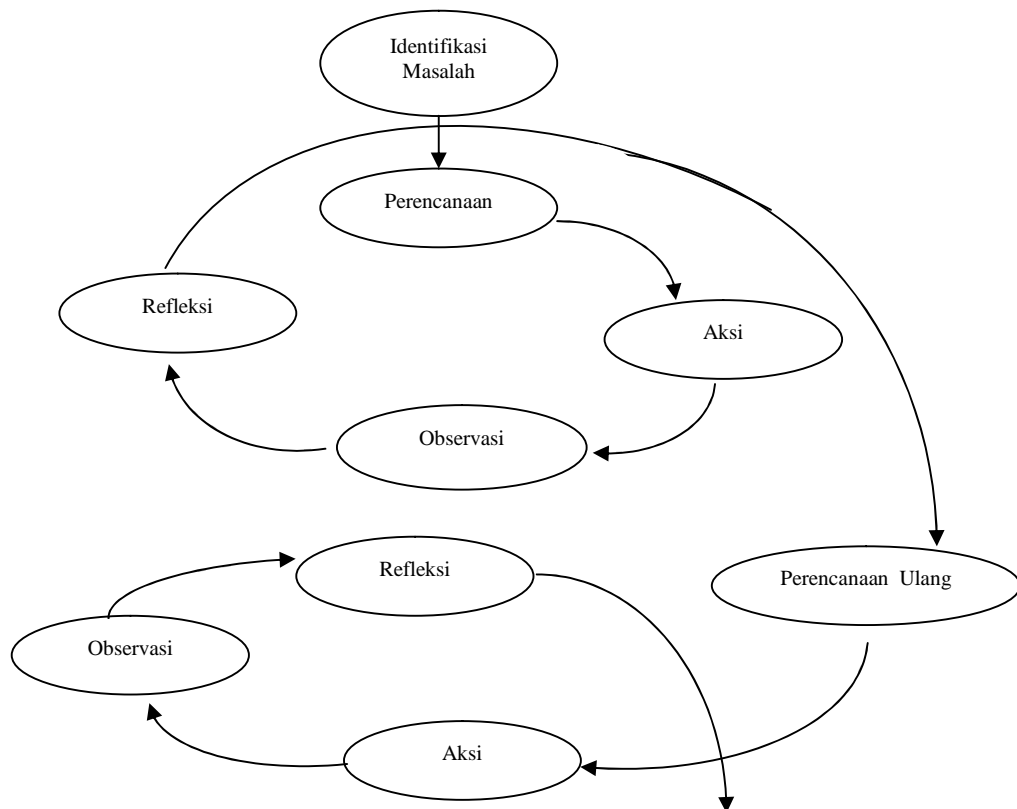 Identifikasi
Masalah
Perencanaan
Refleksi
Aksi
Observasi
Refleksi
Perencanaan Ulang
Observasi
Aksi